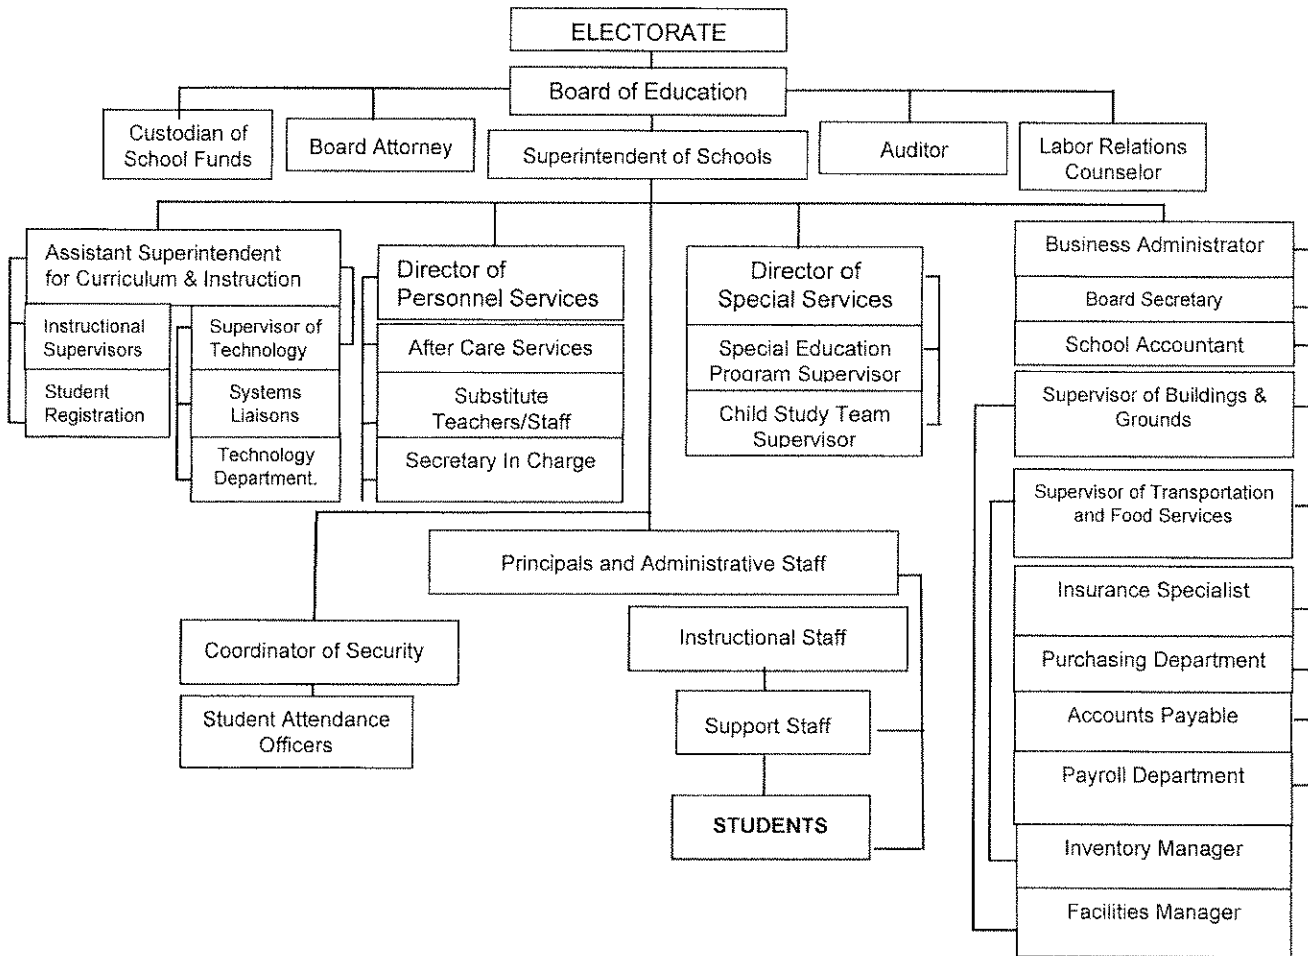 ELECTORATE
Board of Education
Custodian of
School Funds
Board Attorney
Superintendent of Schools
Auditor
Labor Relations
Counselor
Assistant Superintendent
for Curriculum & Instruction
Instructional
Supervisors
Student
Registration
Supervisor of
Technology
Systems
Liaisons
Technology
Department.
Director of
Personnel Services
After Care Services
Substitute
Teachers/Staff
Secretary In Charge
Director of
Special Services
Special Education
Program Supervisor
Child Study Team
Supervisor
Business Administrator
Board Secretary
School Accountant
Supervisor of Buildings &
Grounds
Supervisor of Transportation
and Food Services
Insurance Specialist
Purchasing Department
Accounts Payable
Payroll Department
Inventory Manager
Facilities Manager
Principals and Administrative Staff
Coordinator of Security
Student Attendance
Officers
Instructional Staff
Support Staff
STUDENTS